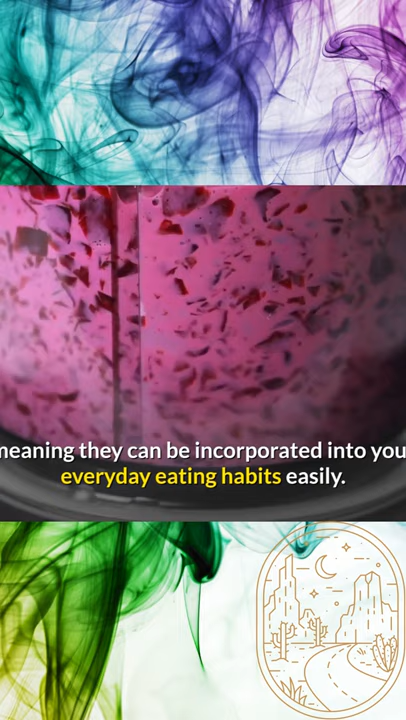 meaning they can be incorporated into you
everyday eating habits easily.